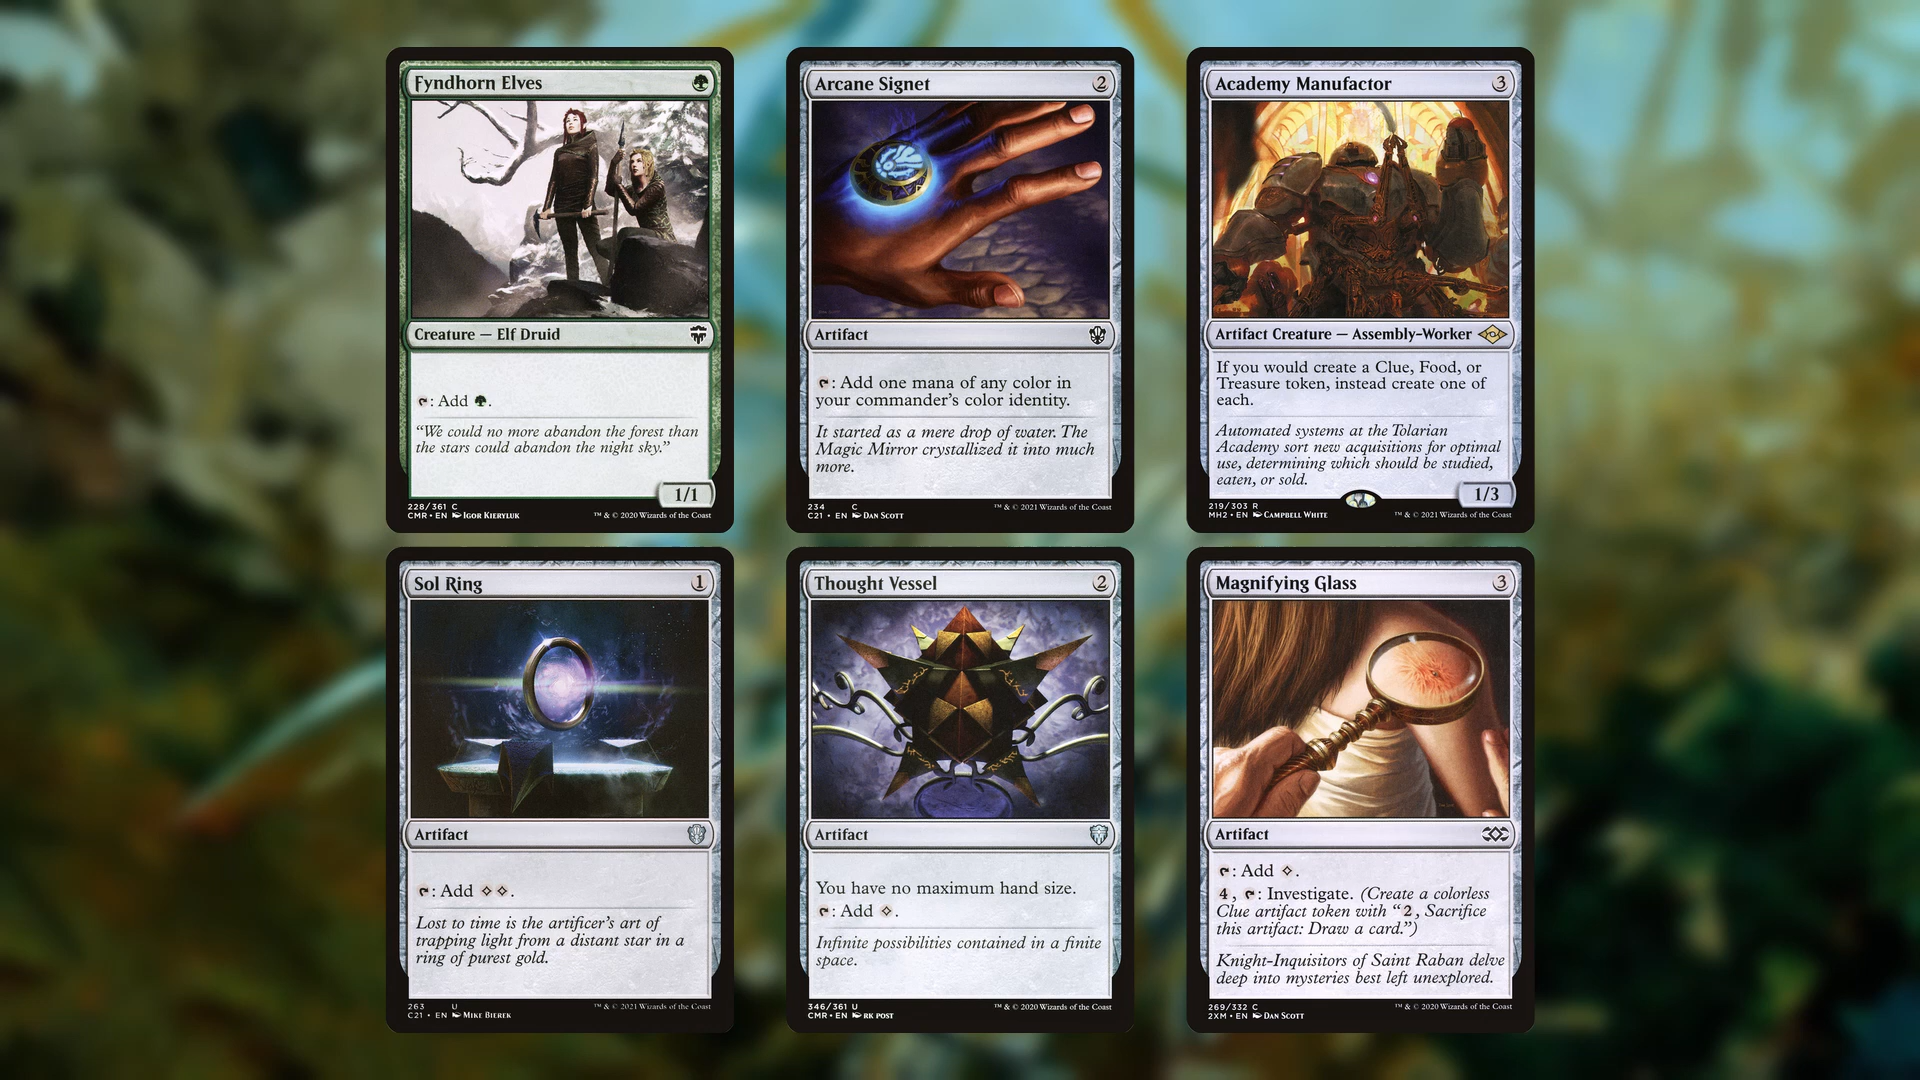 Fyndhorn Elves
Creature — Elf Druid
: Add .
“We could no more abandon the forest than
the stars could abandon the night sky.”
1/1
228/361 C
CMR • EN Igor Kieryluk
™ & © 2020 Wizards of the Coast
Arcane Signet 2
Artifact
: Add one mana of any color in
your commander’s color identity.
It started as a mere drop of water. The
Magic Mirror crystallized it into much
more.
234 C
C21 • EN Dan Scott
™ & © 2021 Wizards of the Coast
Academy Manufactor 3
Artifact Creature — Assembly-Worker
If you would create a Clue, Food, or
Treasure token, instead create one of
each.
Automated systems at the Tolarian
Academy sort new acquisitions for optimal
use, determining which should be studied,
eaten, or sold.
1/3
219/303 R
MH2 • EN Campbell White
™ & © 2021 Wizards of the Coast
Sol Ring 1
Artifact
: Add .
Lost to time is the artificer’s art of
trapping light from a distant star in a
ring of purest gold.
263 U
C21 • EN Mike Bierek
™ & © 2021 Wizards of the Coast
Thought Vessel 2
Artifact
You have no maximum hand size.
: Add .
Infinite possibilities contained in a finite
space.
346/361 U
CMR • EN rk post
™ & © 2020 Wizards of the Coast
Magnifying Glass 3
Artifact
: Add .
4, : Investigate. (Create a colorless
Clue artifact token with “2, Sacrifice
this artifact: Draw a card.”)
Knight-Inquisitors of Saint Raban delve
deep into mysteries best left unexplored.
269/332 C
2XM • EN Dan Scott
™ & © 2020 Wizards of the Coast